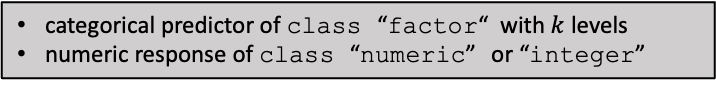 • categorical predictor of class “factor“ with k levels
• numeric response of class “numeric” or “integer”